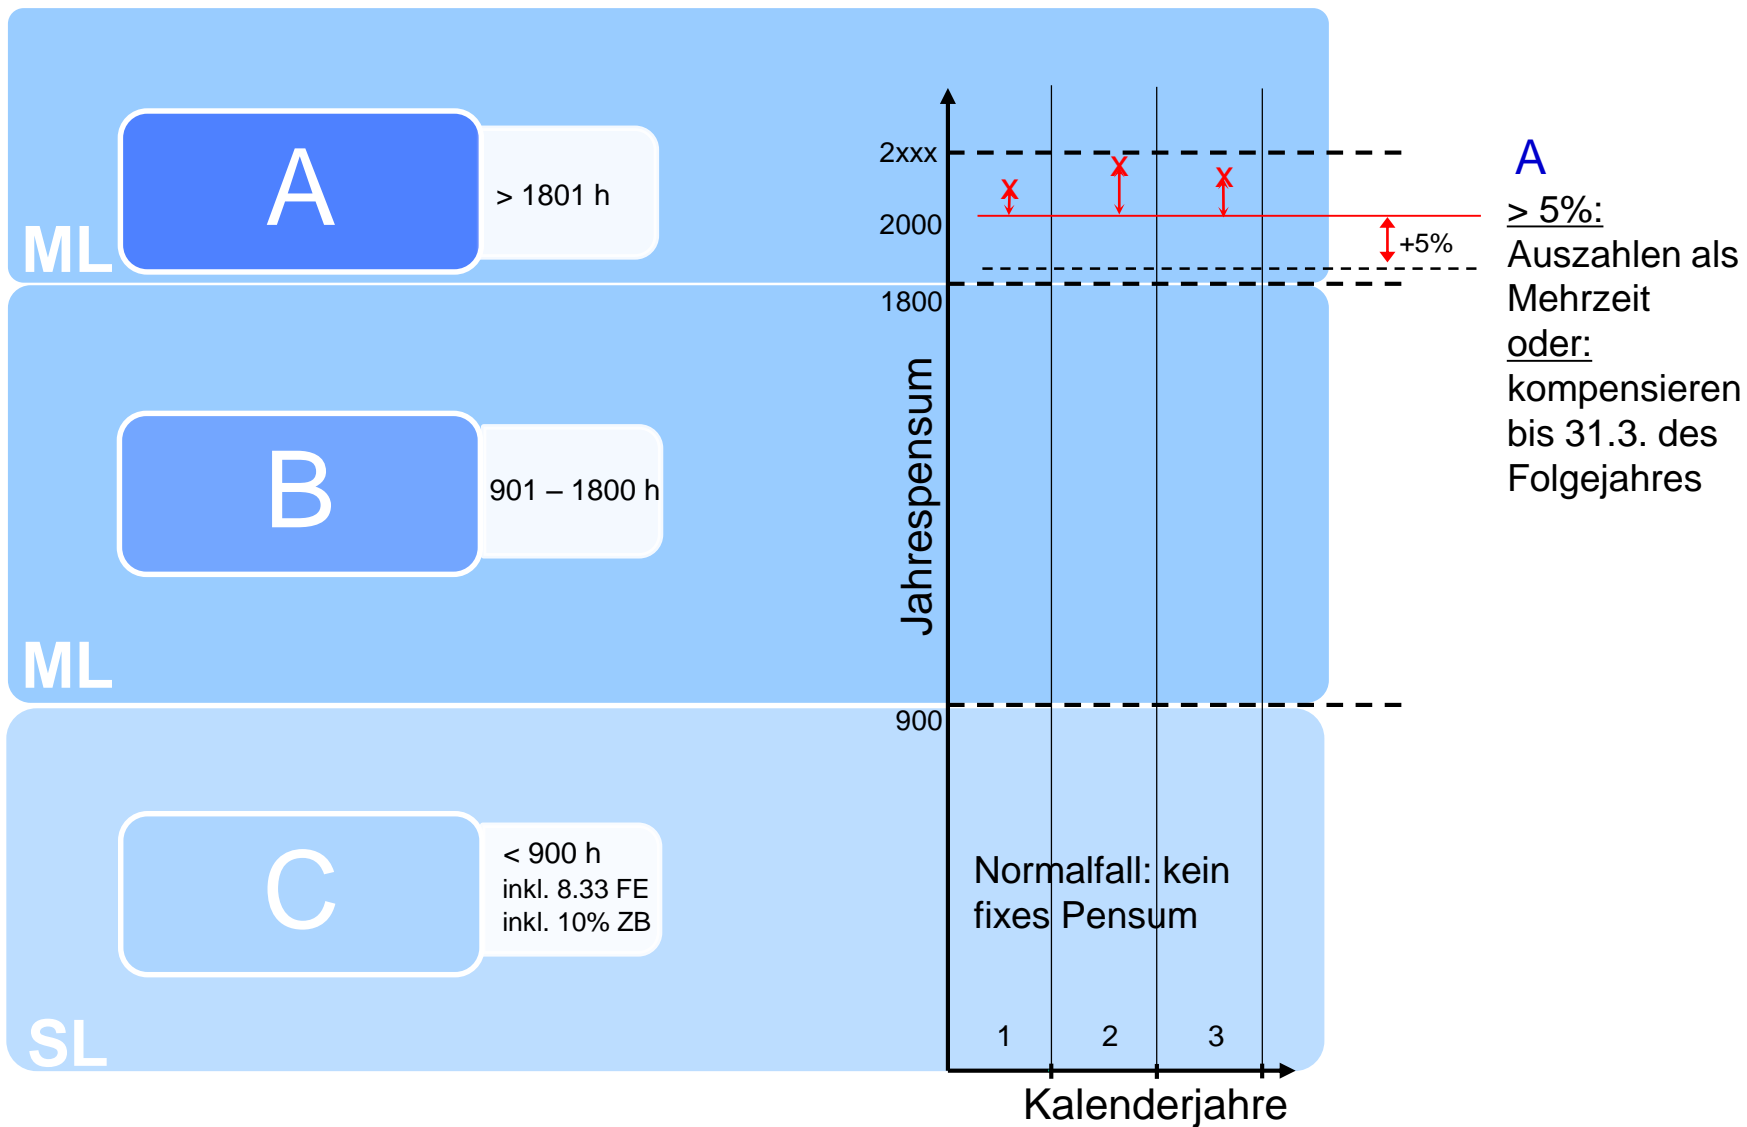 A
> 1801 h
ML
B
901 – 1800 h
ML
C
< 900 h
inkl. 8.33 FE
inkl. 10% ZB
SL
Jahrespensum
2xxx
2000
1800
900
x
x
x
+5%
Normalfall: kein
fixes Pensum
1
2
3
Kalenderjahre
A
> 5%:
Auszahlen als
Mehrzeit
oder:
kompensieren
bis 31.3. des
Folgejahres